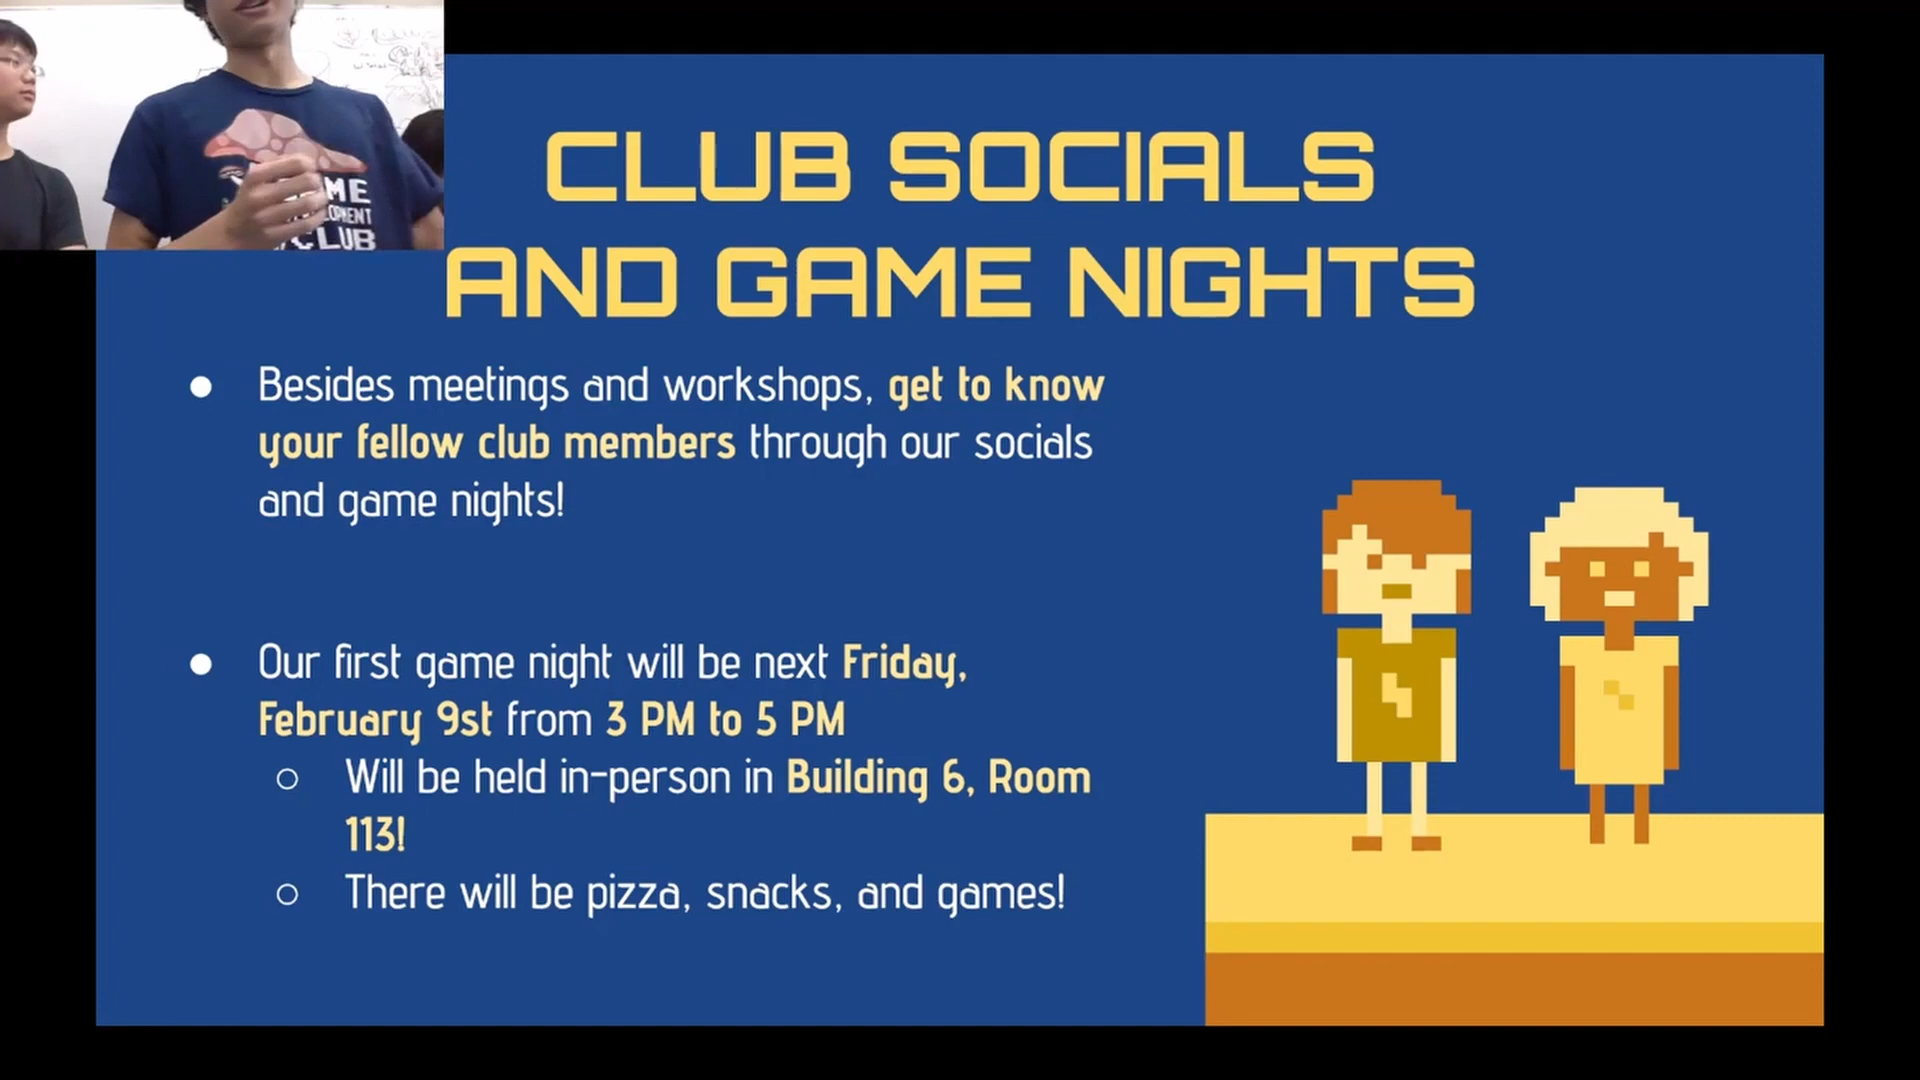 CLUB SOCIALS
AND GAME NIGHTS
ME
OPMENT
CLUB
● Besides meetings and workshops, get to know
your fellow club members through our socials
and game nights!
● Our first game night will be next Friday,
February 9st from 3 PM to 5 PM
○ Will be held in-person in Building 6, Room
113!
○ There will be pizza, snacks, and games!